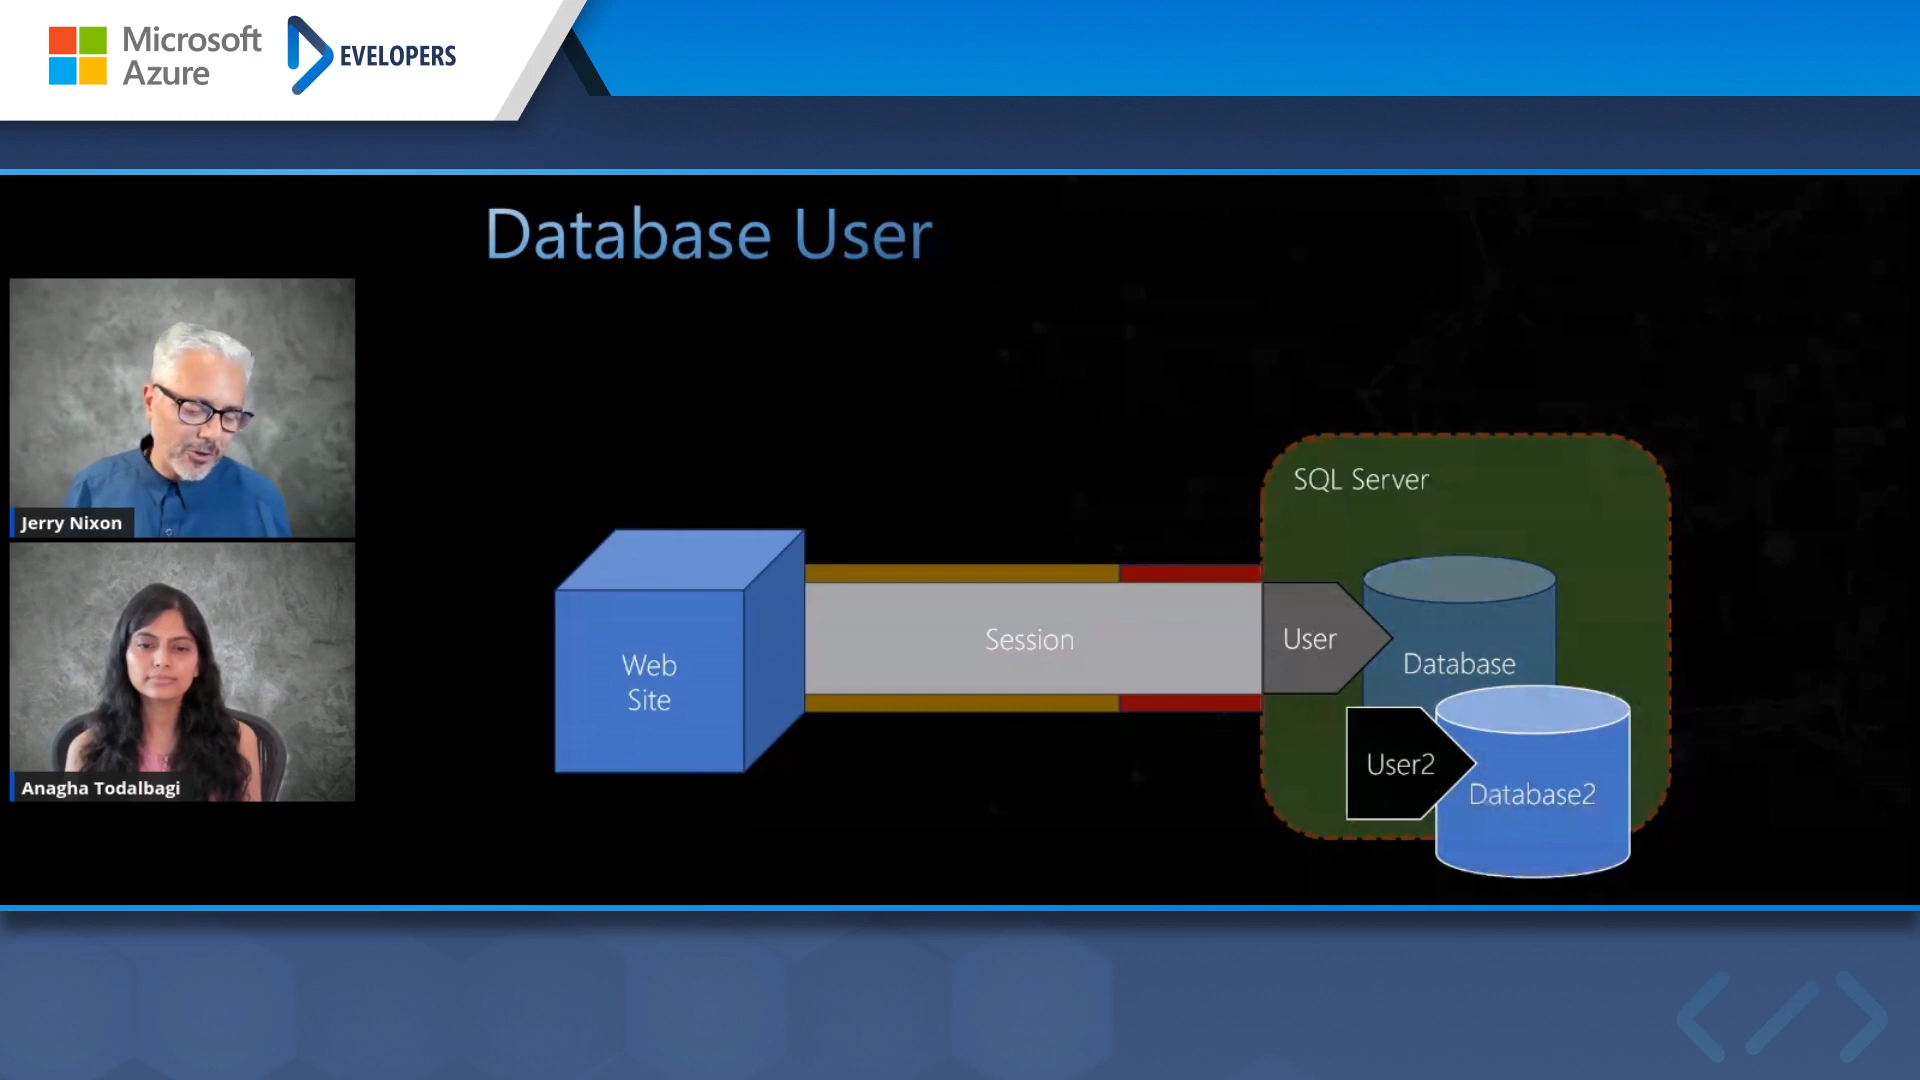 Microsoft
Azure
EVELOPERS
Database User
Jerry Nixon
Anagha Todalbagi
SQL Server
Web
Site
Session
User
Database
User2
Database2